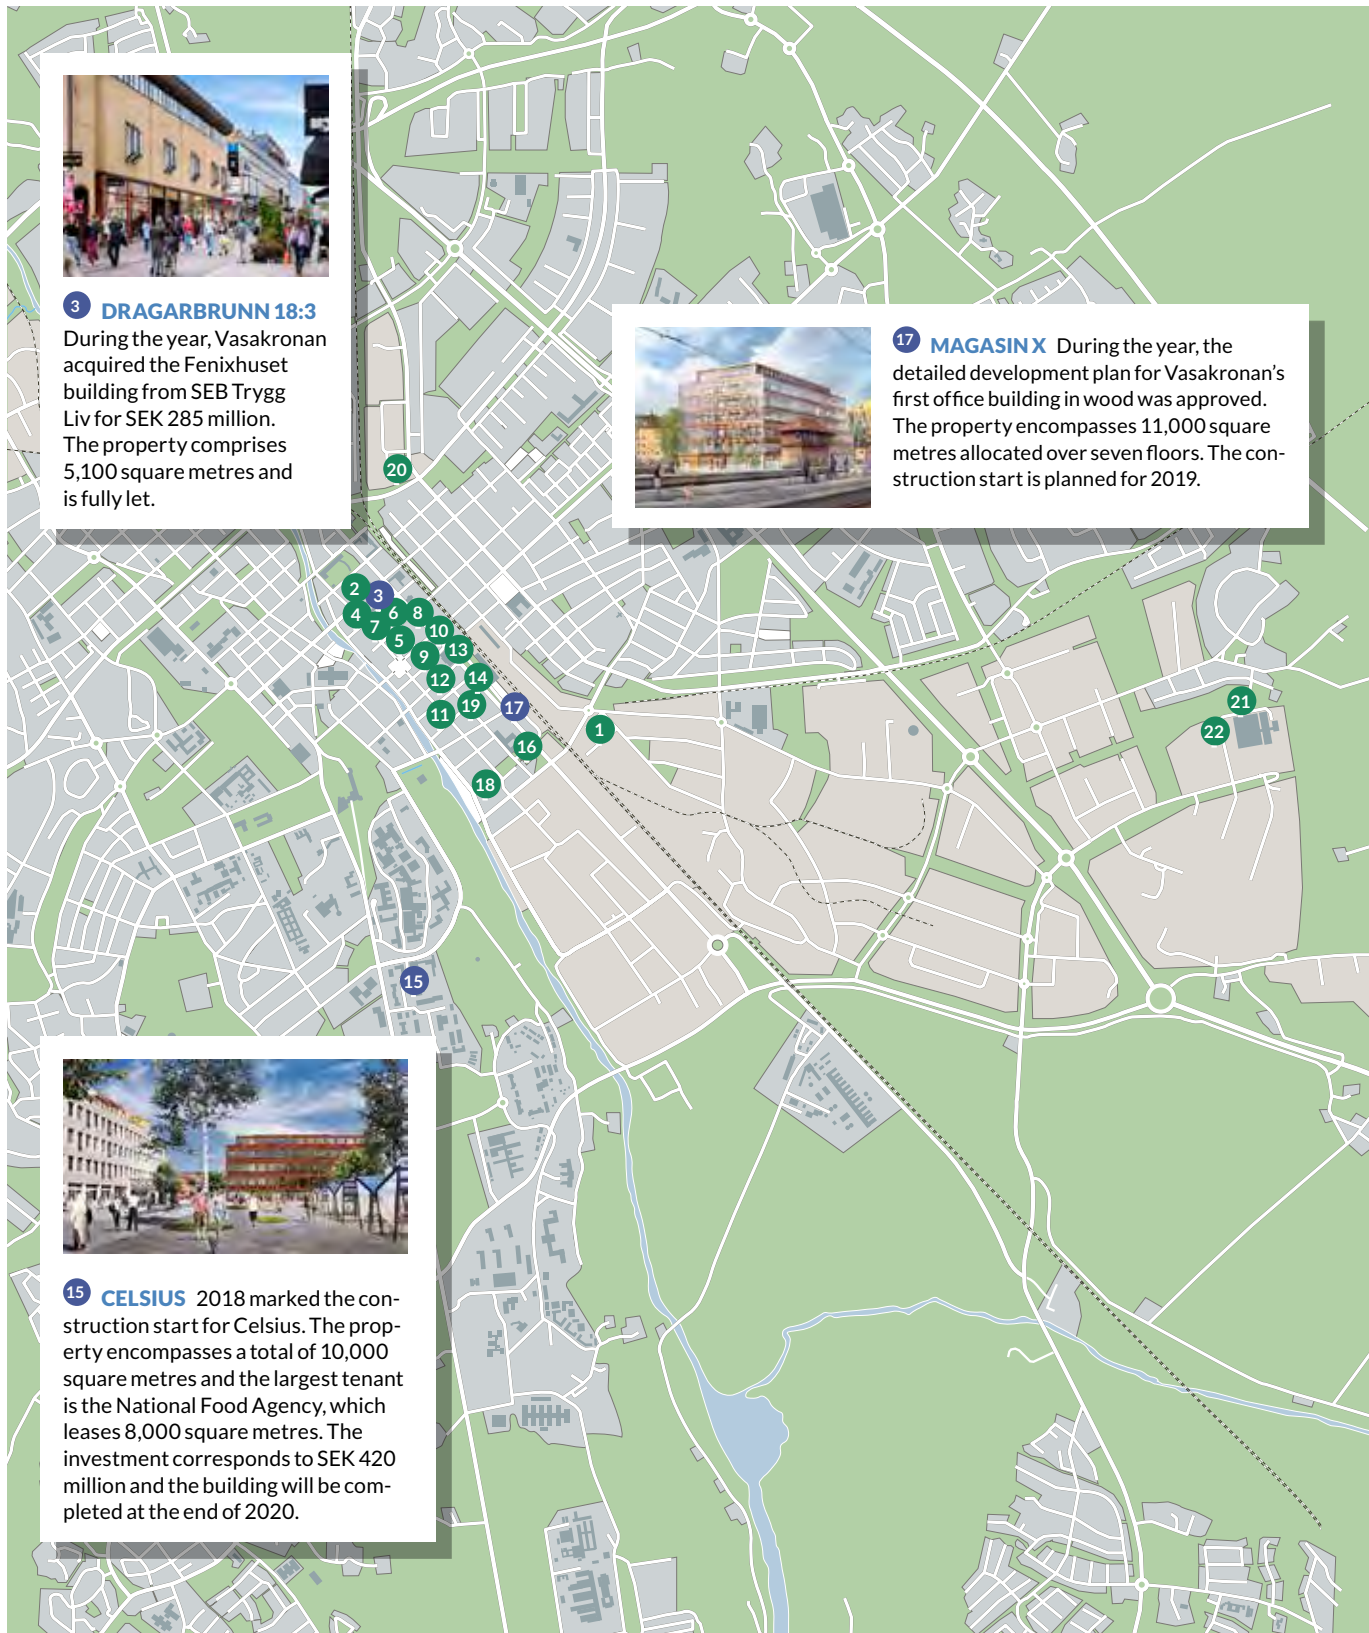 3 DRAGARBRUNN 18:3
During the year, Vasakronan
acquired the Fenixhuset
building from SEB Trygg
Liv for SEK 285 million.
The property comprises
5,100 square metres and
is fully let.
17 MAGASIN X During the year, the
detailed development plan for Vasakronan’s
first office building in wood was approved.
The property encompasses 11,000 square
metres allocated over seven floors. The con-
struction start is planned for 2019.
20
2
3
4
6
8
7
10
5
13
9
12
14
19
11
17
1
16
18
21
22
15
15 CELSIUS 2018 marked the con-
struction start for Celsius. The prop-
erty encompasses a total of 10,000
square metres and the largest tenant
is the National Food Agency, which
leases 8,000 square metres. The
investment corresponds to SEK 420
million and the building will be com-
pleted at the end of 2020.